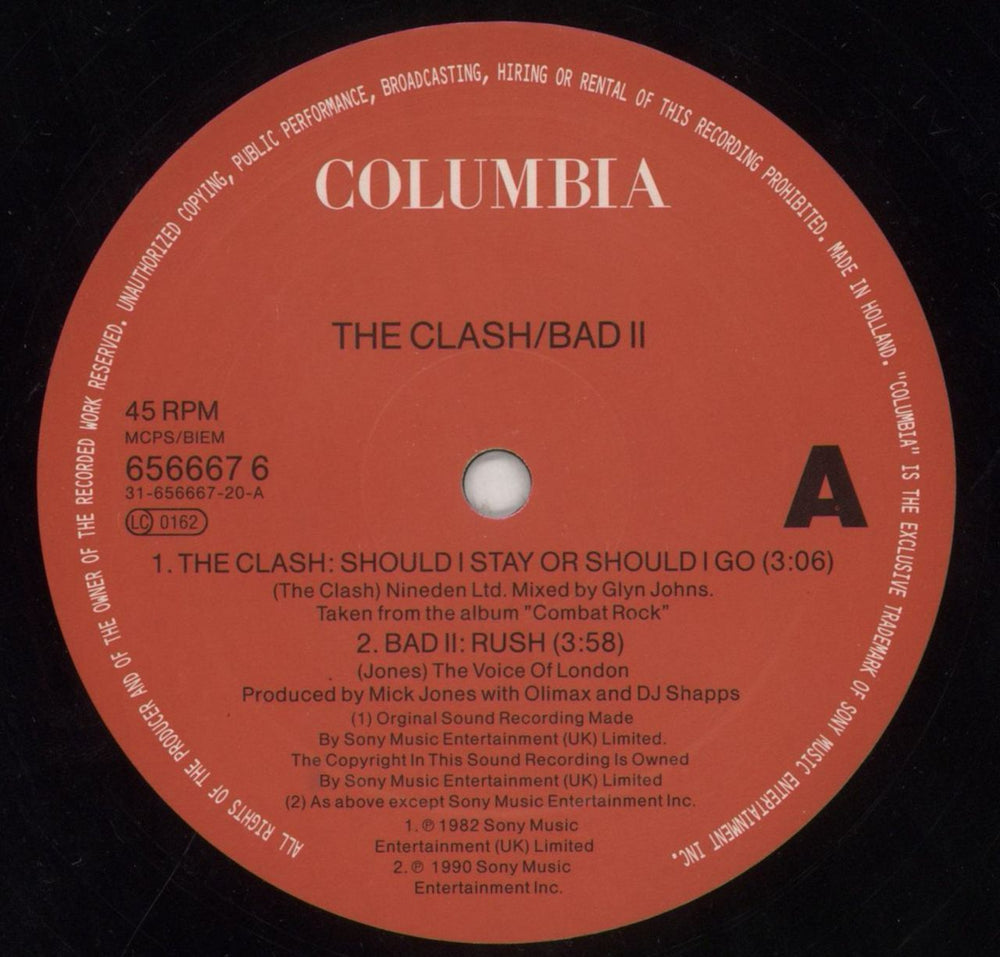 ALL RIGHTS OF THE PRODUCER AND OF THE OWNER OF THE RECORDED WORK RESERVED. UNAUTHORIZED COPYING, PUBLIC PERFORMANCE, BROADCASTING, HIRING OR RENTAL OF THIS RECORDING PROHIBITED. MADE IN HOLLAND. "COLUMBIA" IS THE EXCLUSIVE TRADEMARK OF SONY MUSIC ENTERTAINMENT INC.
COLUMBIA
THE CLASH/BAD II
45 RPM
MCPS/BIEM
656667 6
31-656667-20-A
LC 0162
A
1. THE CLASH: SHOULD I STAY OR SHOULD I GO (3:06)
(The Clash) Nineden Ltd. Mixed by Glyn Johns.
Taken from the album "Combat Rock"
2. BAD II: RUSH (3:58)
(Jones) The Voice Of London
Produced by Mick Jones with Olimax and DJ Shapps
(1) Orginal Sound Recording Made
By Sony Music Entertainment (UK) Limited.
The Copyright In This Sound Recording Is Owned
By Sony Music Entertainment (UK) Limited
(2) As above except Sony Music Entertainment Inc.
1. ℗ 1982 Sony Music
Entertainment (UK) Limited
2. ℗ 1990 Sony Music
Entertainment Inc.